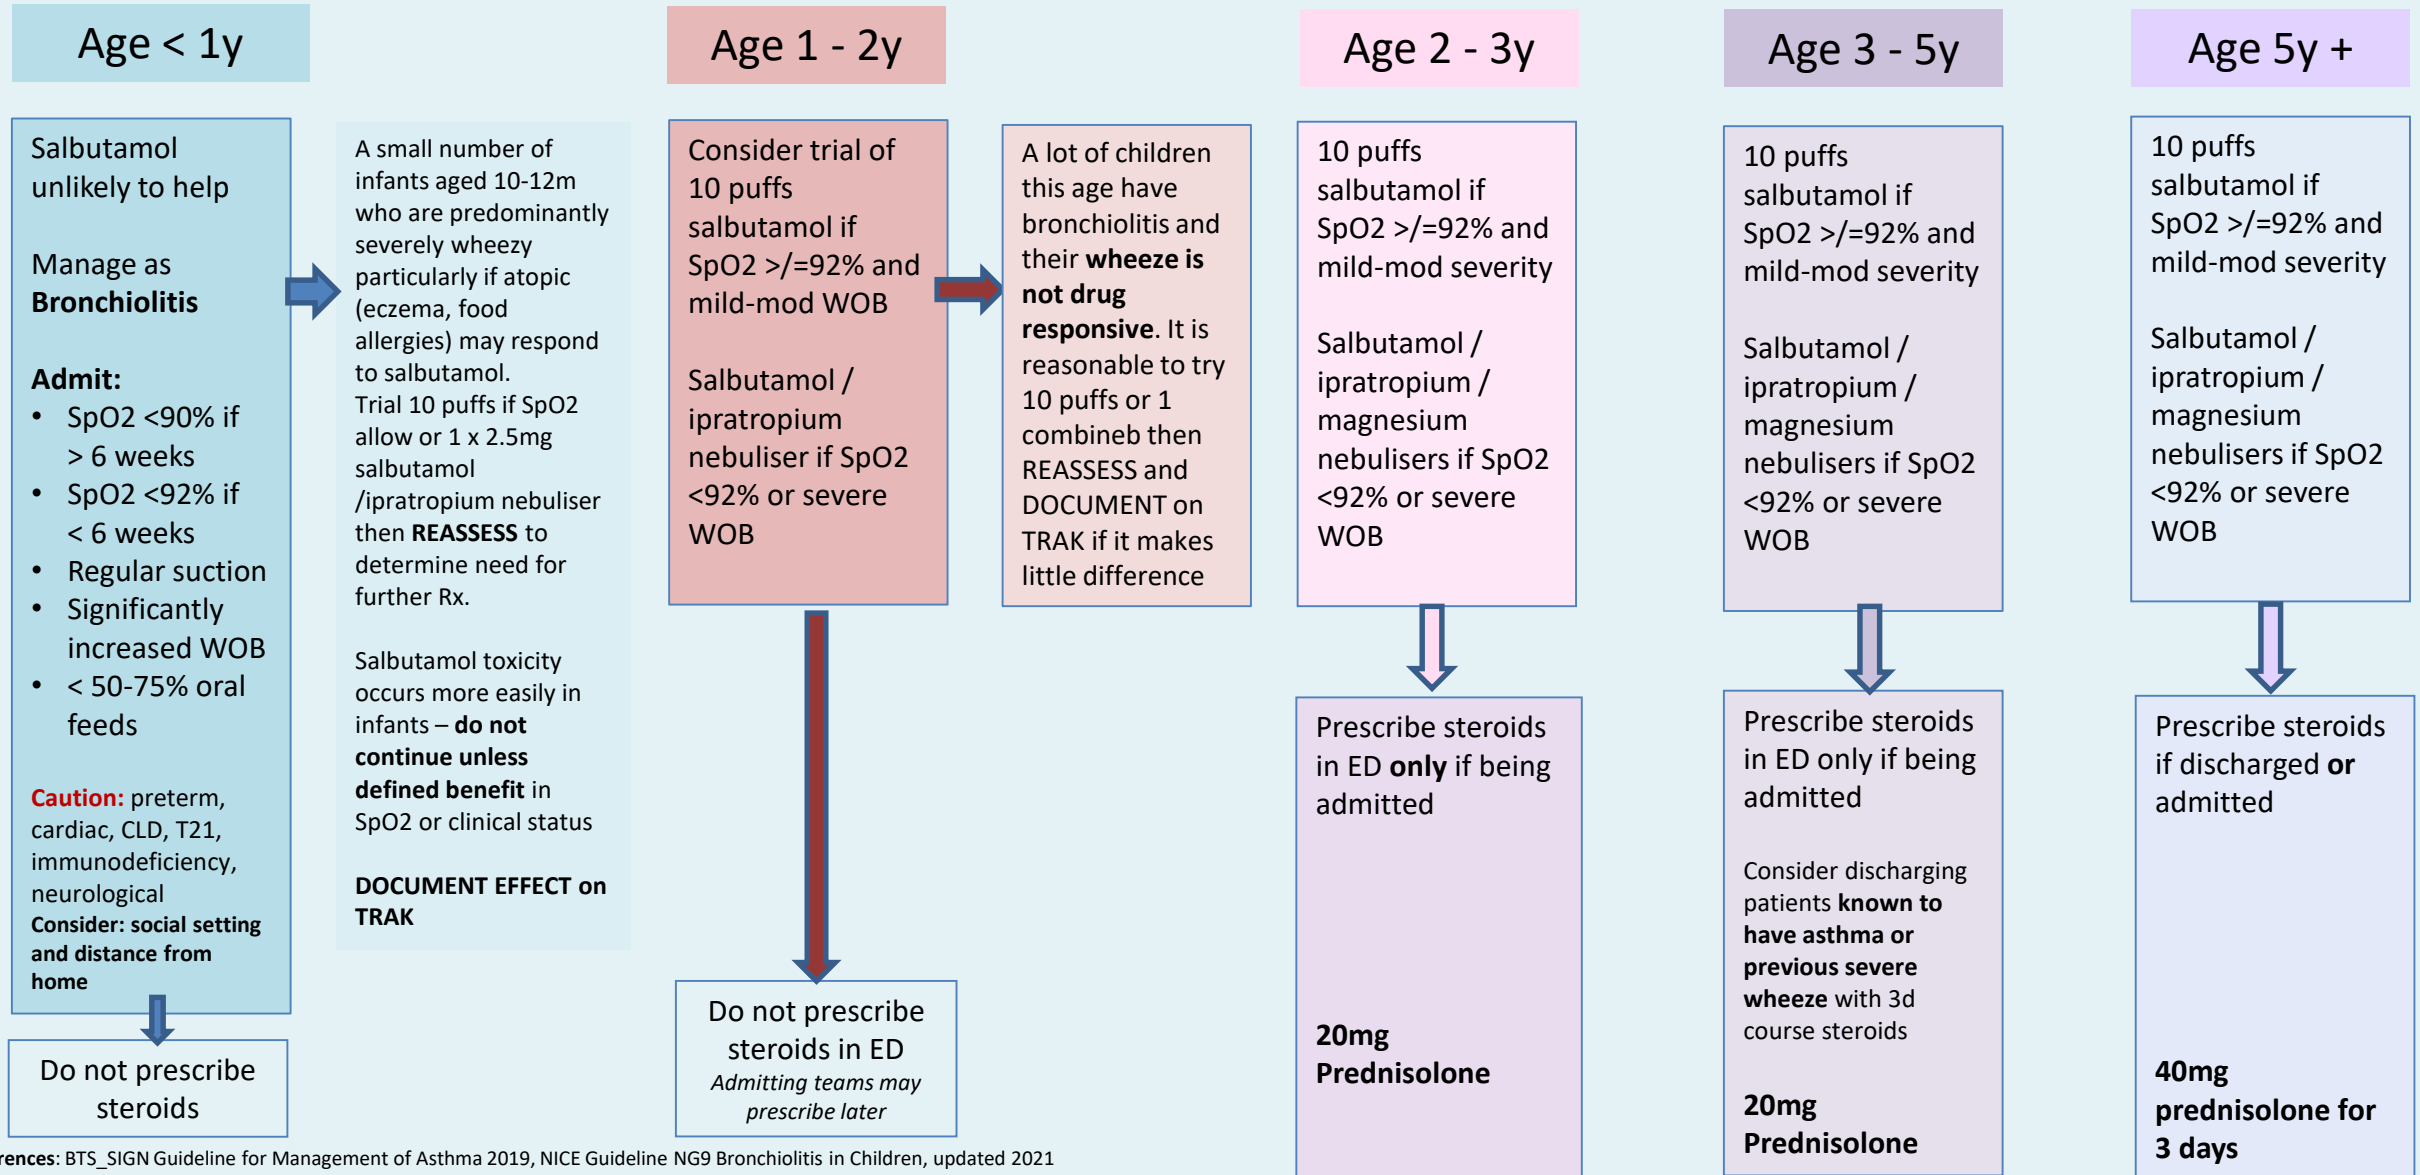 Age < 1y
Salbutamol
unlikely to help
Manage as
Bronchiolitis
Admit:
• SpO2 <90% if
> 6 weeks
• SpO2 <92% if
< 6 weeks
• Regular suction
• Significantly
increased WOB
• < 50-75% oral
feeds
Caution: preterm,
cardiac, CLD, T21,
immunodeficiency,
neurological
Consider: social setting
and distance from
home
Do not prescribe
steroids
A small number of
infants aged 10-12m
who are predominantly
severely wheezy
particularly if atopic
(eczema, food
allergies) may respond
to salbutamol.
Trial 10 puffs if SpO2
allow or 1 x 2.5mg
salbutamol
/ipratropium nebuliser
then REASSESS to
determine need for
further Rx.
Salbutamol toxicity
occurs more easily in
infants – do not
continue unless
defined benefit in
SpO2 or clinical status
DOCUMENT EFFECT on
TRAK
Age 1 - 2y
Consider trial of
10 puffs
salbutamol if
SpO2 >/=92% and
mild-mod WOB
Salbutamol /
ipratropium
nebuliser if SpO2
<92% or severe
WOB
A lot of children
this age have
bronchiolitis and
their wheeze is
not drug
responsive. It is
reasonable to try
10 puffs or 1
combineb then
REASSESS and
DOCUMENT on
TRAK if it makes
little difference
Do not prescribe
steroids in ED
Admitting teams may
prescribe later
Age 2 - 3y
10 puffs
salbutamol if
SpO2 >/=92% and
mild-mod severity
Salbutamol /
ipratropium /
magnesium
nebulisers if SpO2
<92% or severe
WOB
Prescribe steroids
in ED only if being
admitted
20mg
Prednisolone
Age 3 - 5y
10 puffs
salbutamol if
SpO2 >/=92% and
mild-mod severity
Salbutamol /
ipratropium /
magnesium
nebulisers if SpO2
<92% or severe
WOB
Prescribe steroids
in ED only if being
admitted
Consider discharging
patients known to
have asthma or
previous severe
wheeze with 3d
course steroids
20mg
Prednisolone
Age 5y +
10 puffs
salbutamol if
SpO2 >/=92% and
mild-mod severity
Salbutamol /
ipratropium /
magnesium
nebulisers if SpO2
<92% or severe
WOB
Prescribe steroids
if discharged or
admitted
40mg
prednisolone for
3 days
rences: BTS_SIGN Guideline for Management of Asthma 2019, NICE Guideline NG9 Bronchiolitis in Children, updated 2021